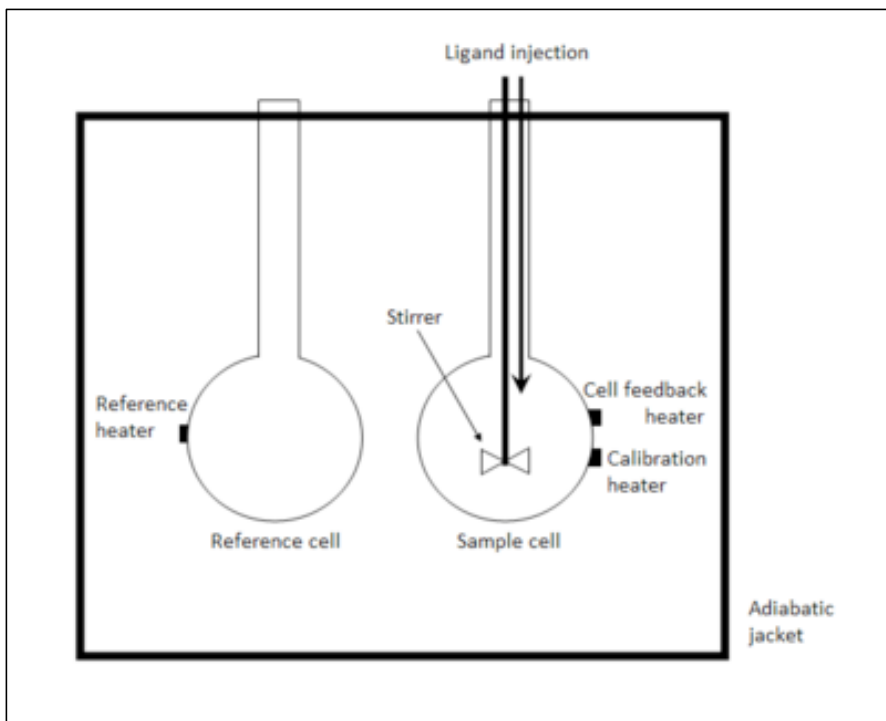 Ligand injection
Stirrer
Reference
heater
Cell feedback
heater
Calibration
heater
Reference cell
Sample cell
Adiabatic
jacket